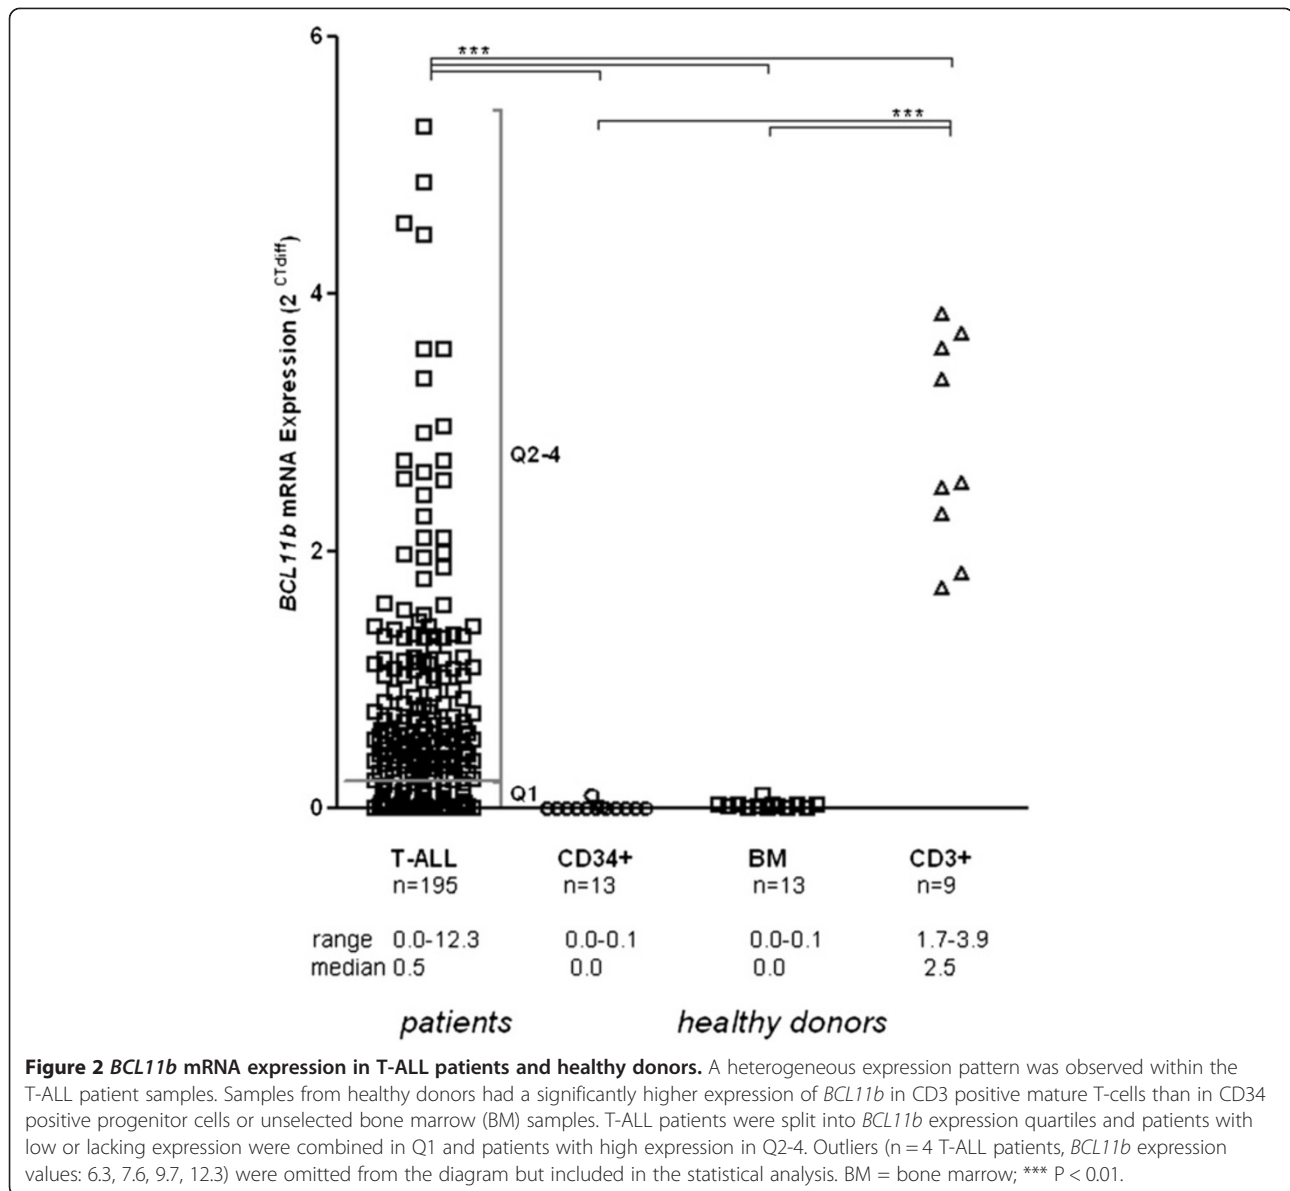 6
***
***
4
2
0
BCL11b mRNA Expression (2 CTdiff)
Q2-4
Q1
T-ALL CD34+ BM CD3+
n=195 n=13 n=13 n=9
range 0.0-12.3 0.0-0.1 0.0-0.1 1.7-3.9
median 0.5 0.0 0.0 2.5
patients healthy donors
Figure 2 BCL11b mRNA expression in T-ALL patients and healthy donors. A heterogeneous expression pattern was observed within the
T-ALL patient samples. Samples from healthy donors had a significantly higher expression of BCL11b in CD3 positive mature T-cells than in CD34
positive progenitor cells or unselected bone marrow (BM) samples. T-ALL patients were split into BCL11b expression quartiles and patients with
low or lacking expression were combined in Q1 and patients with high expression in Q2-4. Outliers (n = 4 T-ALL patients, BCL11b expression
values: 6.3, 7.6, 9.7, 12.3) were omitted from the diagram but included in the statistical analysis. BM = bone marrow; *** P < 0.01.